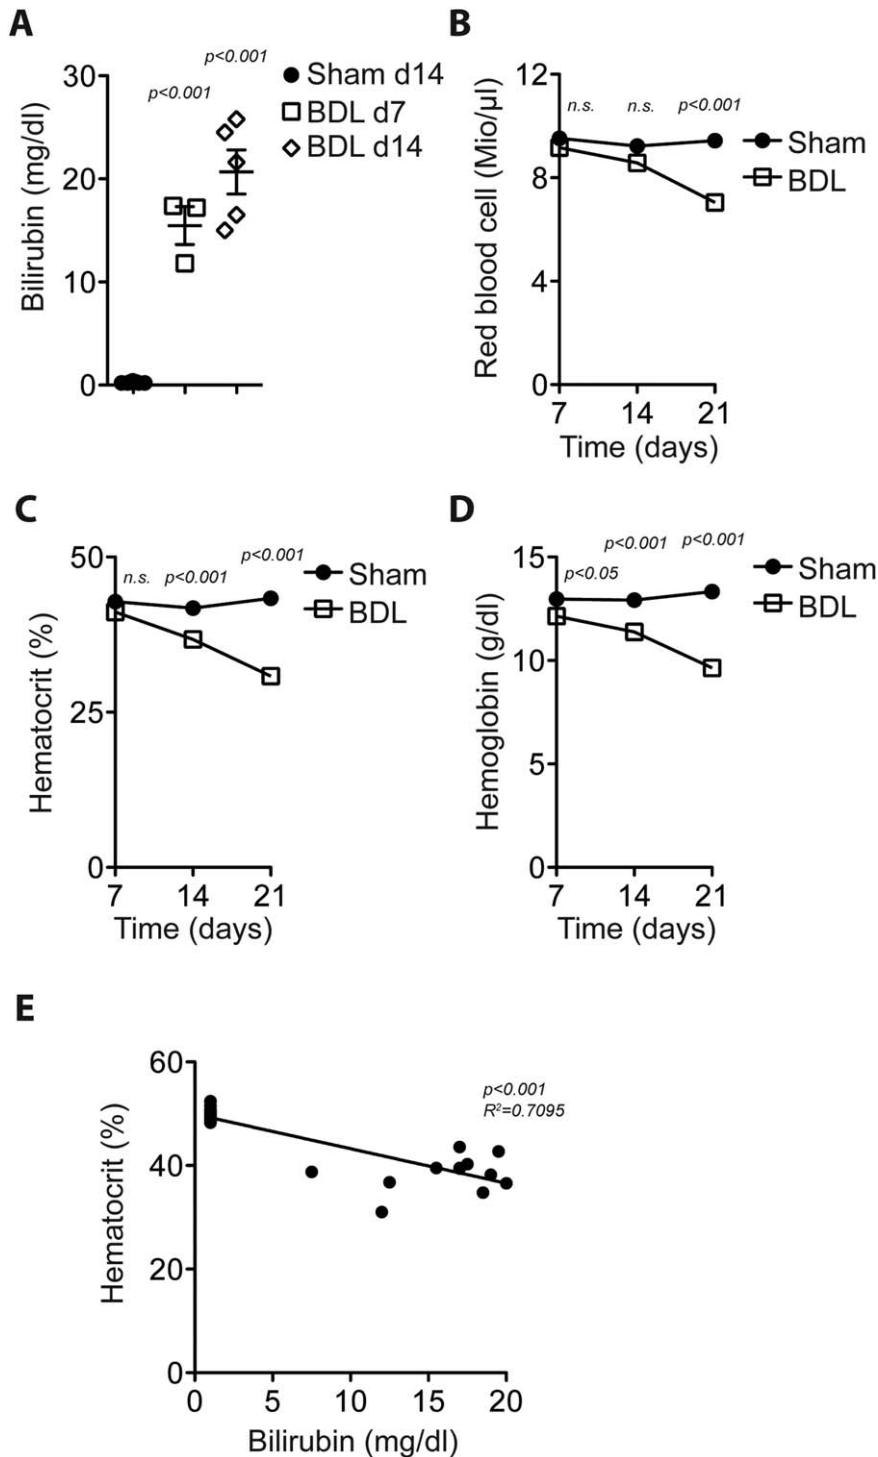 A
p<0.001
p<0.001
30
20
10
0
Bilirubin (mg/dl)
Sham d14
BDL d7
BDL d14
B
12
8
4
0
Red blood cell (Mio/µl)
n.s.
n.s.
p<0.001
Sham
BDL
7
14
21
Time (days)
C
50
25
0
Hematocrit (%)
n.s.
p<0.001
p<0.001
Sham
BDL
7
14
21
Time (days)
D
15
10
5
0
Hemoglobin (g/dl)
p<0.05
p<0.001
p<0.001
Sham
BDL
7
14
21
Time (days)
E
60
40
20
0
Hematocrit (%)
p<0.001
R²=0.7095
0
5
10
15
20
Bilirubin (mg/dl)